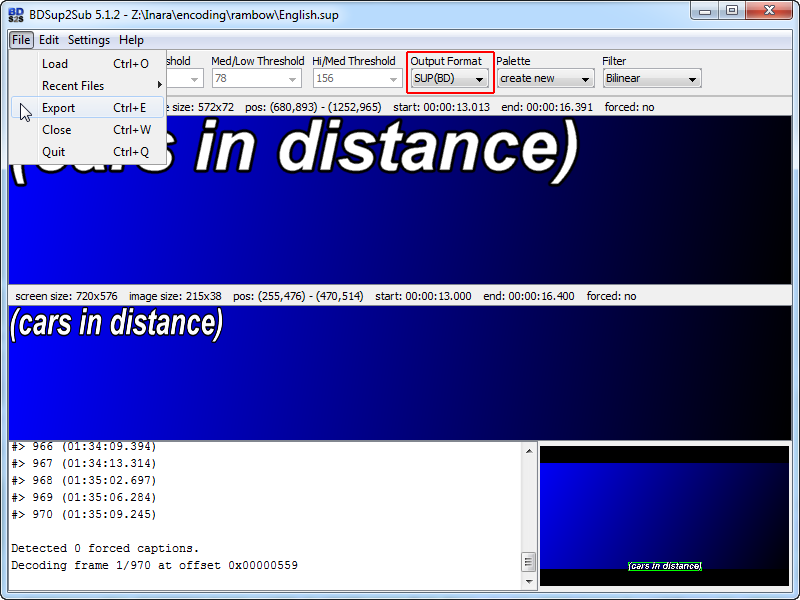 BDSup2Sub 5.1.2 - Z:\Inara\encoding\rambow\English.sup
File Edit Settings Help
Load Ctrl+O
Recent Files
Export Ctrl+E
Close Ctrl+W
Quit Ctrl+Q
Med/Low Threshold Hi/Med Threshold Output Format Palette Filter
78 156 SUP(BD) create new Bilinear
size: 572x72 pos: (680,893) - (1252,965) start: 00:00:13.013 end: 00:00:16.391 forced: no
in distance)
screen size: 720x576 image size: 215x38 pos: (255,476) - (470,514) start: 00:00:13.000 end: 00:00:16.400 forced: no
(cars in distance)
#> 966 (01:34:09.394)
#> 967 (01:34:13.314)
#> 968 (01:35:02.697)
#> 969 (01:35:06.284)
#> 970 (01:35:09.245)
Detected 0 forced captions.
Decoding frame 1/970 at offset 0x00000559
(cars in distance)